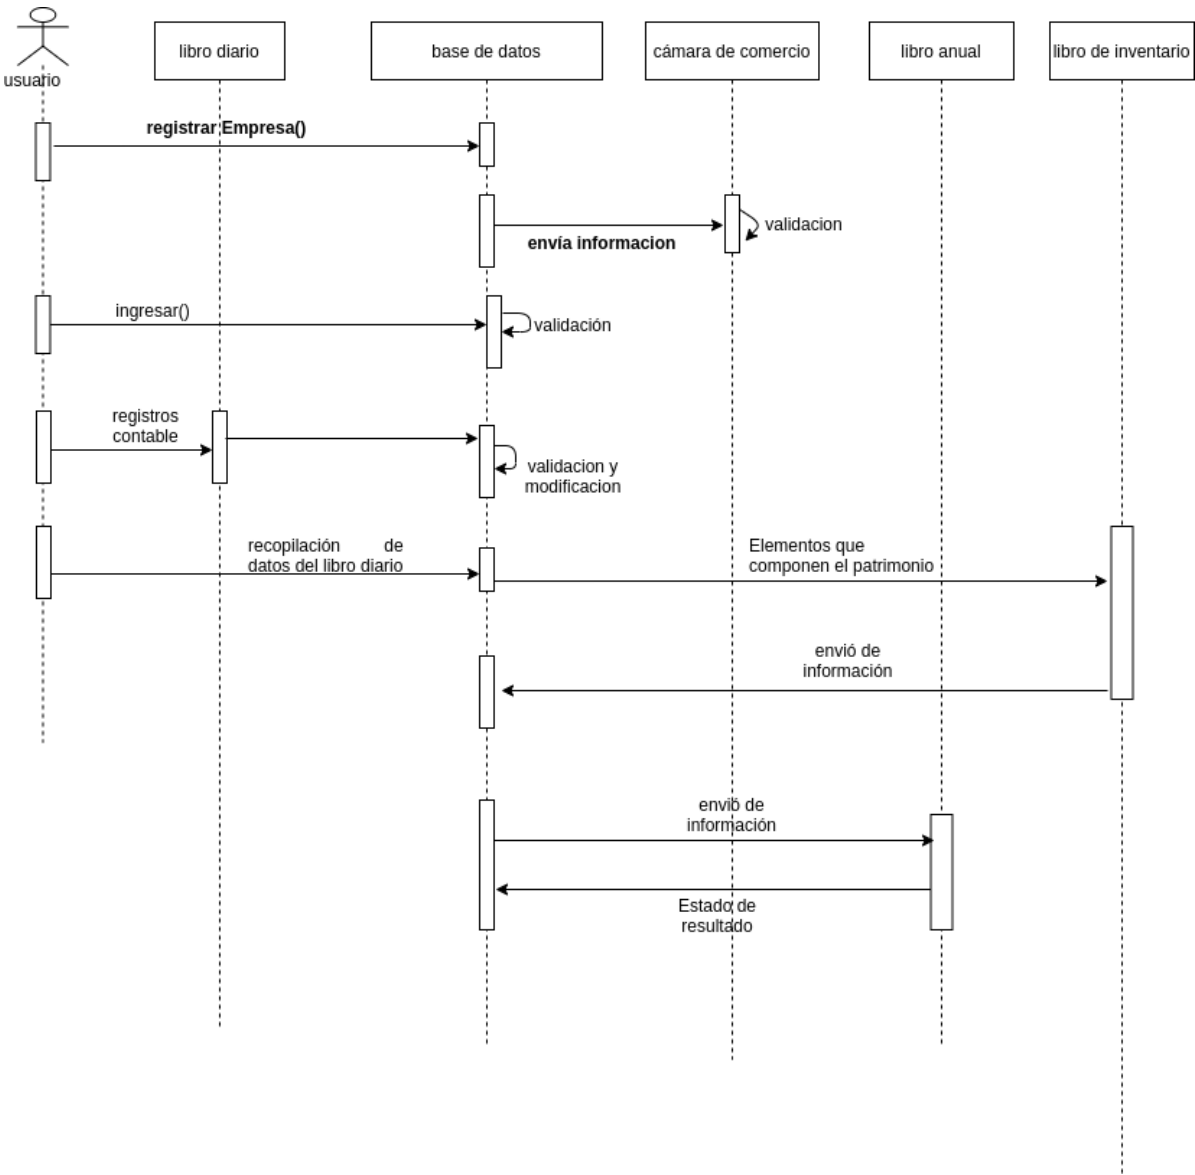 usuario
libro diario
base de datos
cámara de comercio
libro anual
libro de inventario
registrar Empresa()
envía informacion
validacion
ingresar()
validación
registros
contable
validacion y
modificacion
recopilación de
datos del libro diario
Elementos que
componen el patrimonio
envió de
información
envió de
información
Estado de
resultado